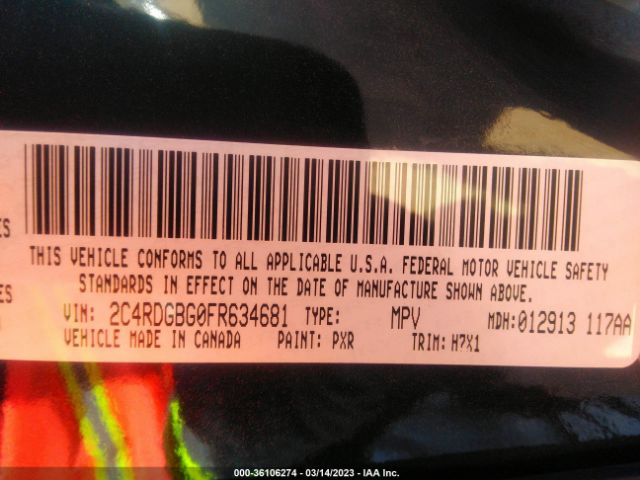 ES
THIS VEHICLE CONFORMS TO ALL APPLICABLE U.S.A. FEDERAL MOTOR VEHICLE SAFETY
STANDARDS IN EFFECT ON THE DATE OF MANUFACTURE SHOWN ABOVE.
ES
VIN: 2C4RDGBG0FR634681 TYPE: MPV MDH:012913 117AA
VEHICLE MADE IN CANADA PAINT: PXR TRIM: H7X1
000-36106274 - 03/14/2023 - IAA Inc.